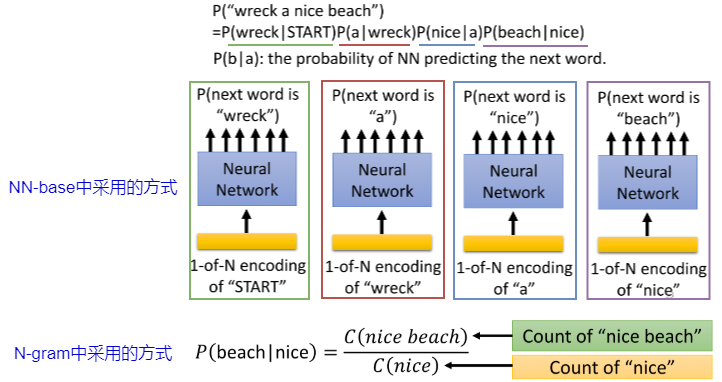 P(“wreck a nice beach”)
=P(wreck|START)P(a|wreck)P(nice|a)P(beach|nice)
P(b|a): the probability of NN predicting the next word.
P(next word is “wreck”)
P(next word is “a”)
P(next word is “nice”)
P(next word is “beach”)
NN-base中采用的方式
Neural Network
Neural Network
Neural Network
Neural Network
1-of-N encoding of “START”
1-of-N encoding of “wreck”
1-of-N encoding of “a”
1-of-N encoding of “nice”
N-gram中采用的方式
P(beach|nice) = C(nice beach) / C(nice)
Count of “nice beach”
Count of “nice”